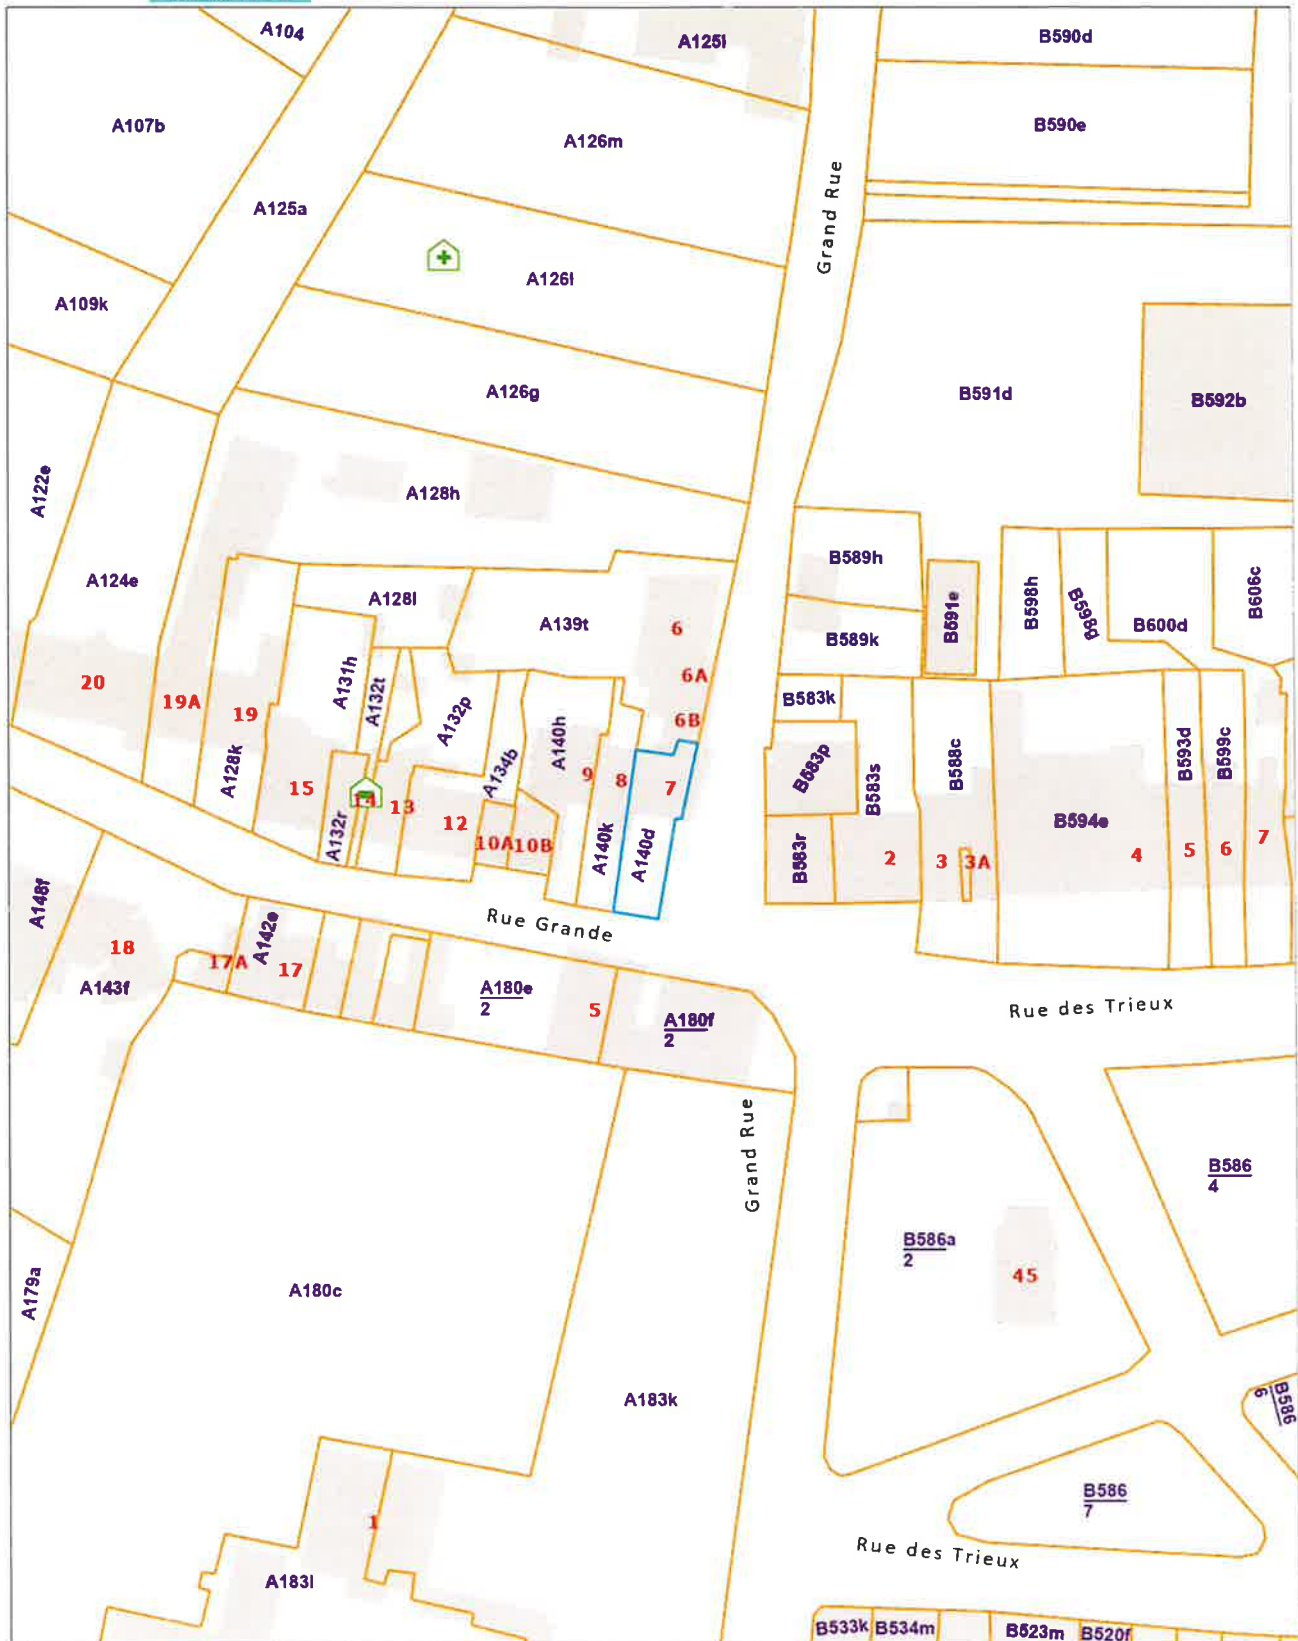 A104
A125l
B590d
A107b
A126m
B590e
Grand Rue
A125a
A126l
A109k
A126g
B591d
B592b
A122e
A128h
A124e
A128l
A139t
6
6A
6B
B589h
B589k
B591e
B598h
B598d
B600d
B606c
20
19A
19
A128k
A131h
A132t
A132p
A134b
A140h
15
A132r
14
13
12
10A
10B
9
8
7
A140k
A140d
B583k
B583p
B583s
B583r
B588c
2
3
3A
B594e
4
B593d
5
B599c
6
7
A148f
18
A143f
17A
A142e
17
Rue Grande
A180e
2
5
A180f
2
Rue des Trieux
Grand Rue
B586
4
B586a
2
45
A179a
A180c
A183k
B586
6
B586
7
1
A183l
Rue des Trieux
B533k
B534m
B523m
B520f